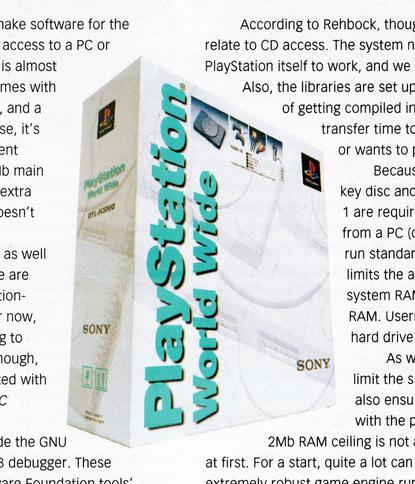 make software for the
access to a PC or
is almost
mes with
, and a
se, it's
ent
lb main
extra
oesn't
as well
e are
tion-
r now,
g to
nough,
ted with
C
de the GNU
B debugger. These
ware Foundation tools'
According to Rehbock, thoug
relate to CD access. The system n
PlayStation itself to work, and we
Also, the libraries are set up
of getting compiled in
transfer time to
or wants to p
Becaus
key disc and
1 are requir
from a PC (o
run standar
limits the a
system RAM
RAM. Users
hard drive
As w
limit the s
also ensu
with the p
2Mb RAM ceiling is not a
at first. For a start, quite a lot can
extremely robust game engine run
PlayStation
World Wide
DTL-H3000
SONY
PlayStation®
World Wide
SONY